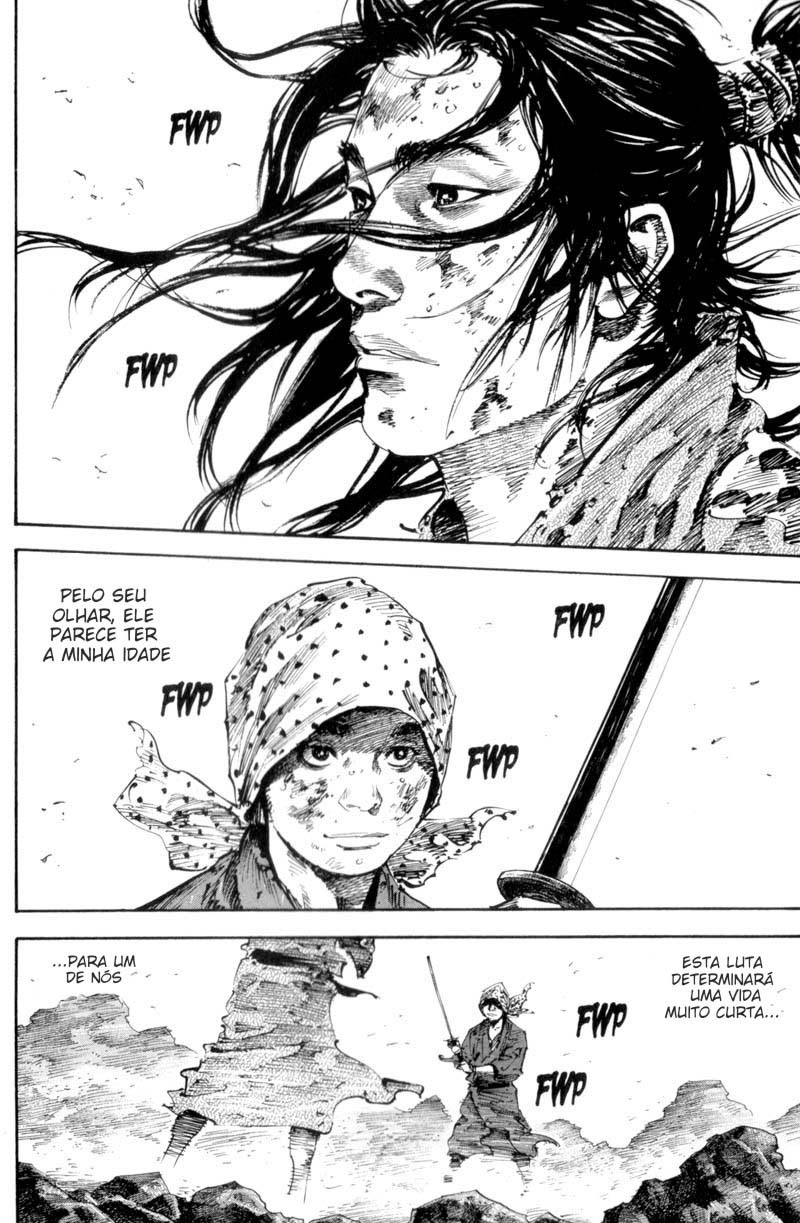 FWP
FWP
PELO SEU
OLHAR, ELE
PARECE TER
A MINHA IDADE
FWP
FWP
FWP
ESTA LUTA
DETERMINARÁ
UMA VIDA
MUITO CURTA...
...PARA UM
DE NÓS
FWP
FWP